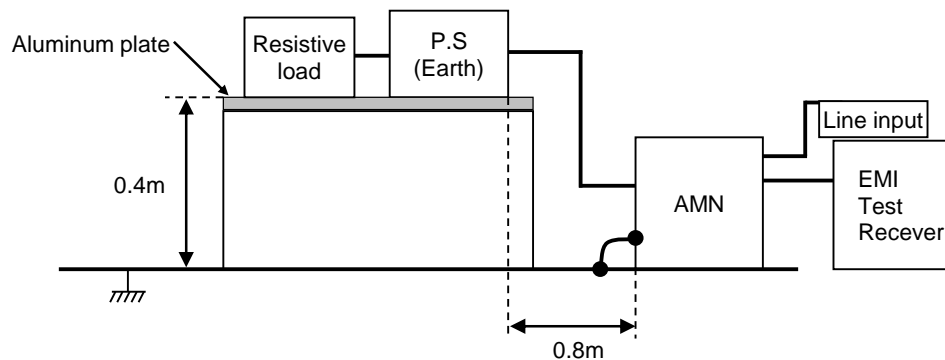 Aluminum plate
Resistive
load
P.S
(Earth)
Line input
0.4m
AMN
EMI
Test
Recever
0.8m